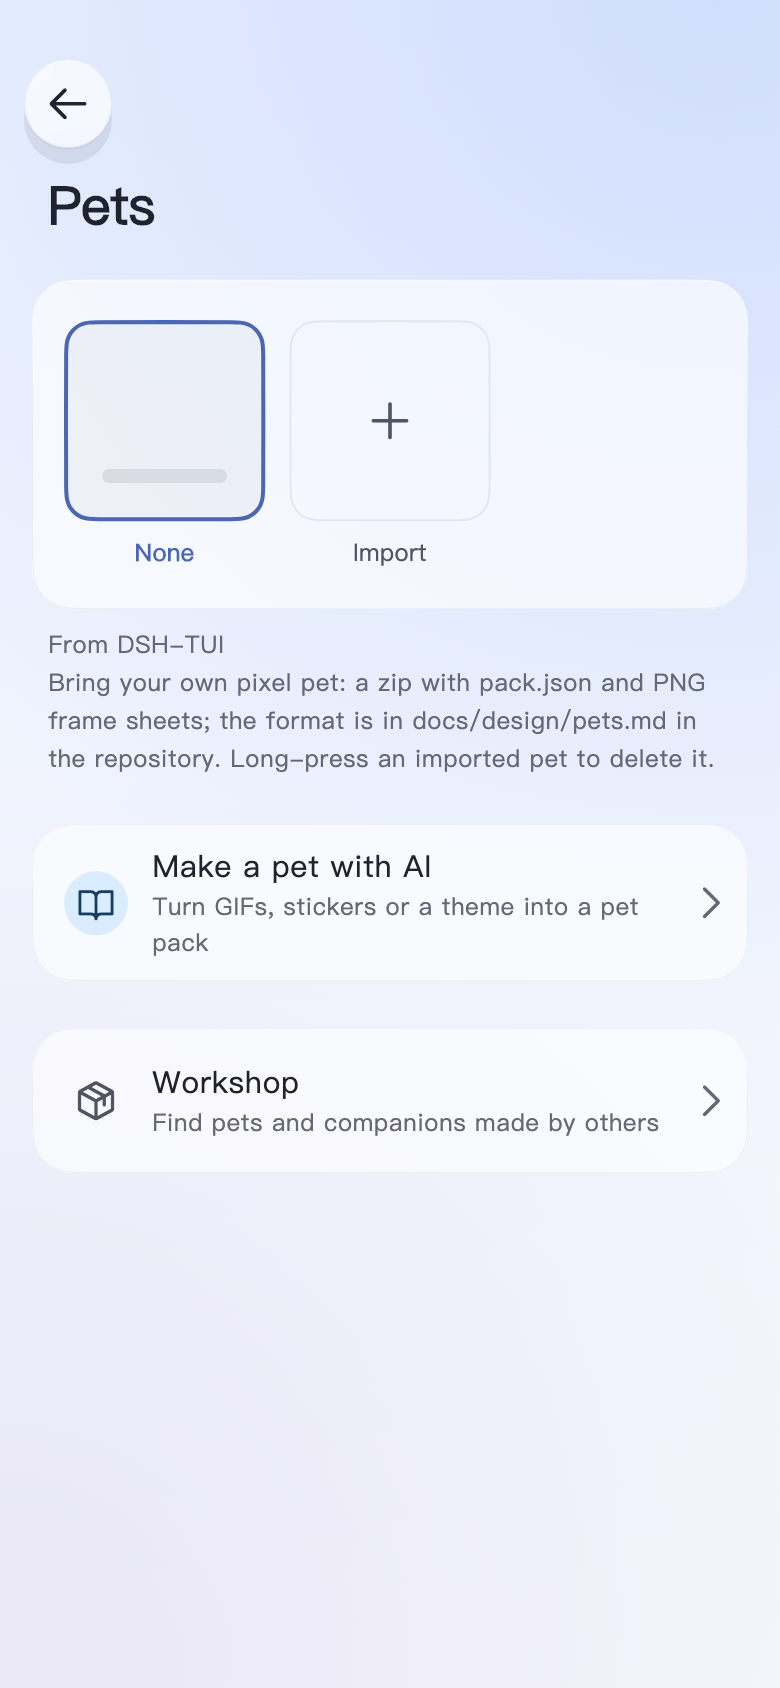 Pets
None
Import
From DSH-TUI
Bring your own pixel pet: a zip with pack.json and PNG
frame sheets; the format is in docs/design/pets.md in
the repository. Long-press an imported pet to delete it.
Make a pet with AI
Turn GIFs, stickers or a theme into a pet
pack
Workshop
Find pets and companions made by others